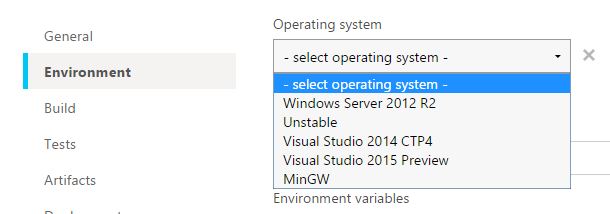 Operating system
General
- select operating system -
Environment
- select operating system -
Windows Server 2012 R2
Build
Unstable
Tests
Visual Studio 2014 CTP4
Visual Studio 2015 Preview
Artifacts
MinGW
Environment variables